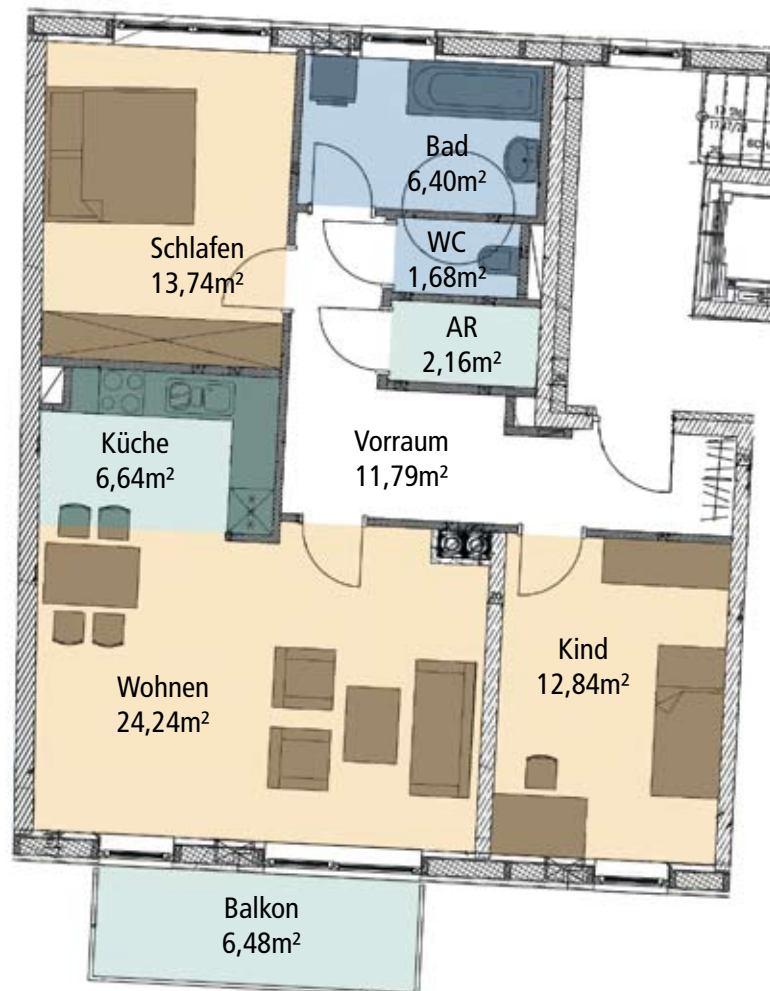 Bad
6,40m²
WC
1,68m²
Schlafen
13,74m²
AR
2,16m²
Küche
6,64m²
Vorraum
11,79m²
Kind
12,84m²
Wohnen
24,24m²
Balkon
6,48m²